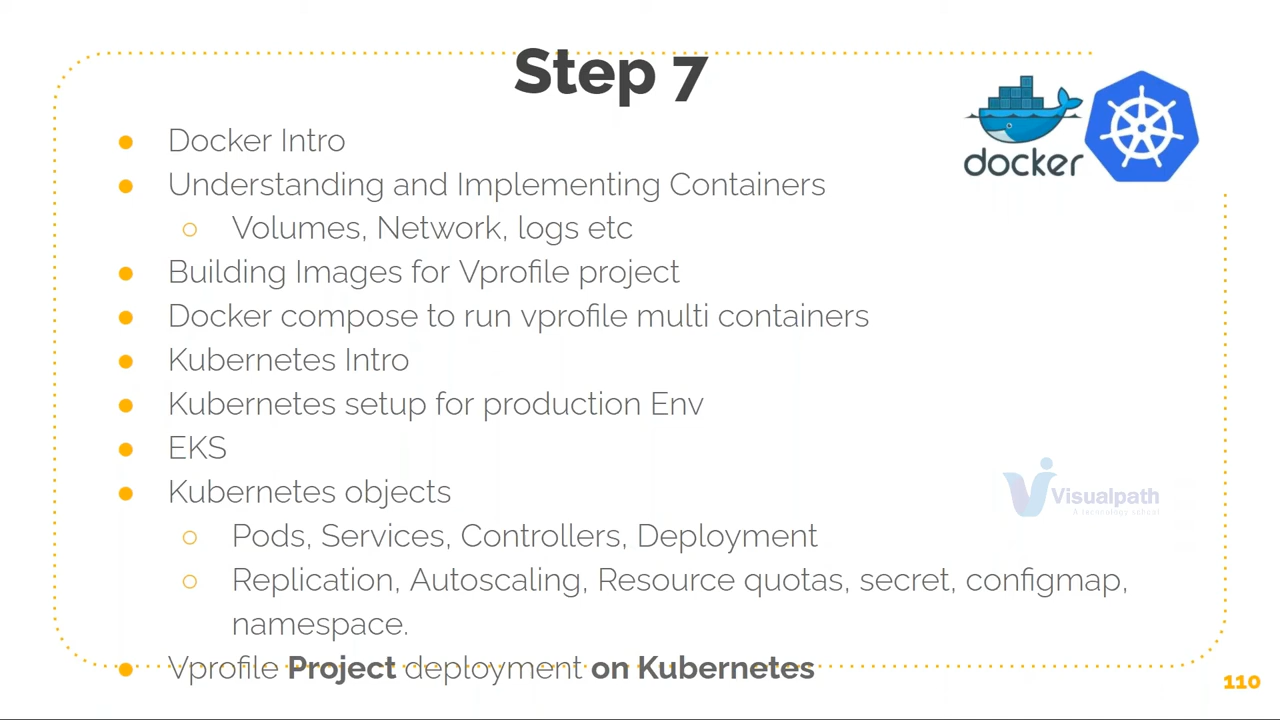 Step 7
docker
● Docker Intro
● Understanding and Implementing Containers
○ Volumes, Network, logs etc
● Building Images for Vprofile project
● Docker compose to run vprofile multi containers
● Kubernetes Intro
● Kubernetes setup for production Env
● EKS
● Kubernetes objects
○ Pods, Services, Controllers, Deployment
○ Replication, Autoscaling, Resource quotas, secret, configmap,
namespace.
● Vprofile Project deployment on Kubernetes
Visualpath
110